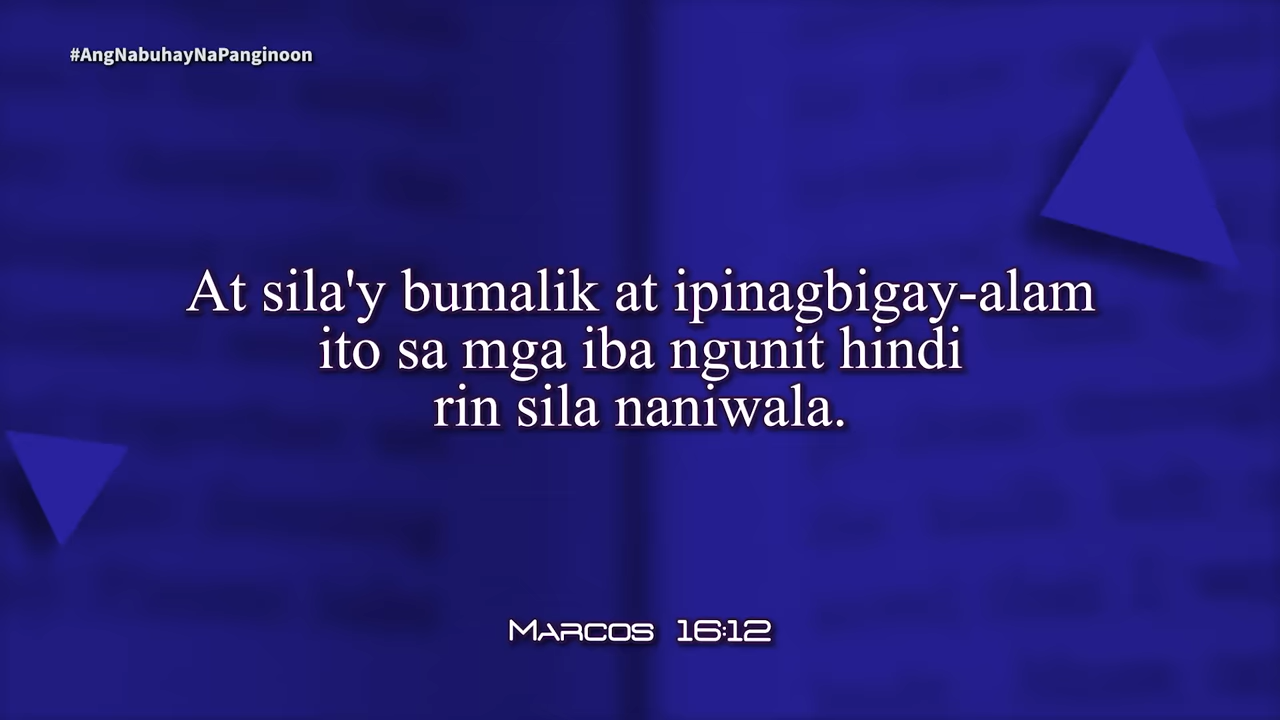 #AngNabuhayNaPanginoon
At sila'y bumalik at ipinagbigay-alam
ito sa mga iba ngunit hindi
rin sila naniwala.
Marcos 16:12